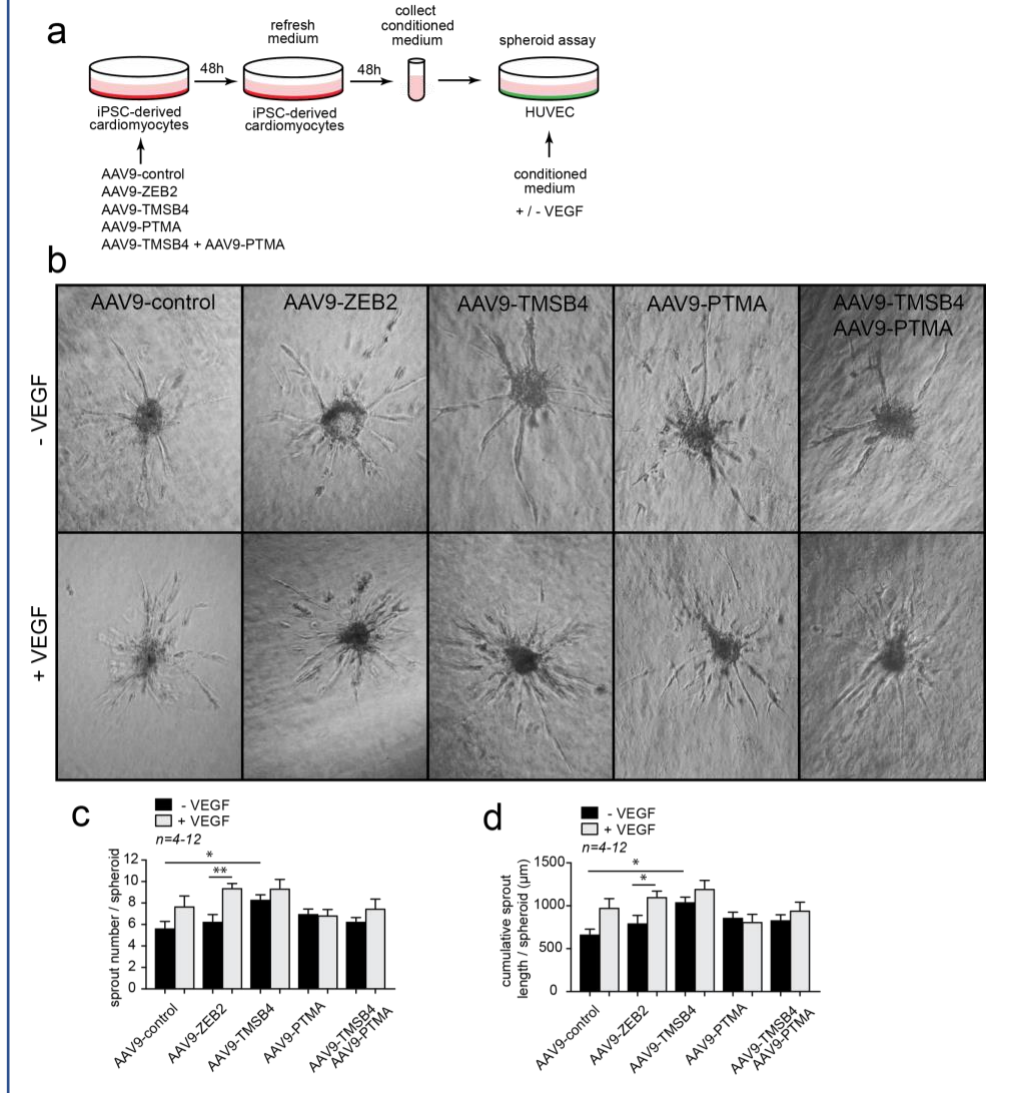 a
refresh
medium
collect
conditioned
medium
spheroid assay
48h
48h
iPSC-derived
cardiomyocytes
iPSC-derived
cardiomyocytes
HUVEC
AAV9-control
AAV9-ZEB2
AAV9-TMSB4
AAV9-PTMA
AAV9-TMSB4 + AAV9-PTMA
conditioned
medium
+ / - VEGF
b
AAV9-control
AAV9-ZEB2
AAV9-TMSB4
AAV9-PTMA
AAV9-TMSB4
AAV9-PTMA
- VEGF
+ VEGF
c
- VEGF
+ VEGF
n=4-12
sprout number / spheroid
12
10
8
6
4
2
0
*
**
AAV9-control
AAV9-ZEB2
AAV9-TMSB4
AAV9-PTMA
AAV9-TMSB4
AAV9-PTMA
d
- VEGF
+ VEGF
n=4-12
cumulative sprout
length / spheroid (µm)
1500
1000
500
0
*
*
AAV9-control
AAV9-ZEB2
AAV9-TMSB4
AAV9-PTMA
AAV9-TMSB4
AAV9-PTMA